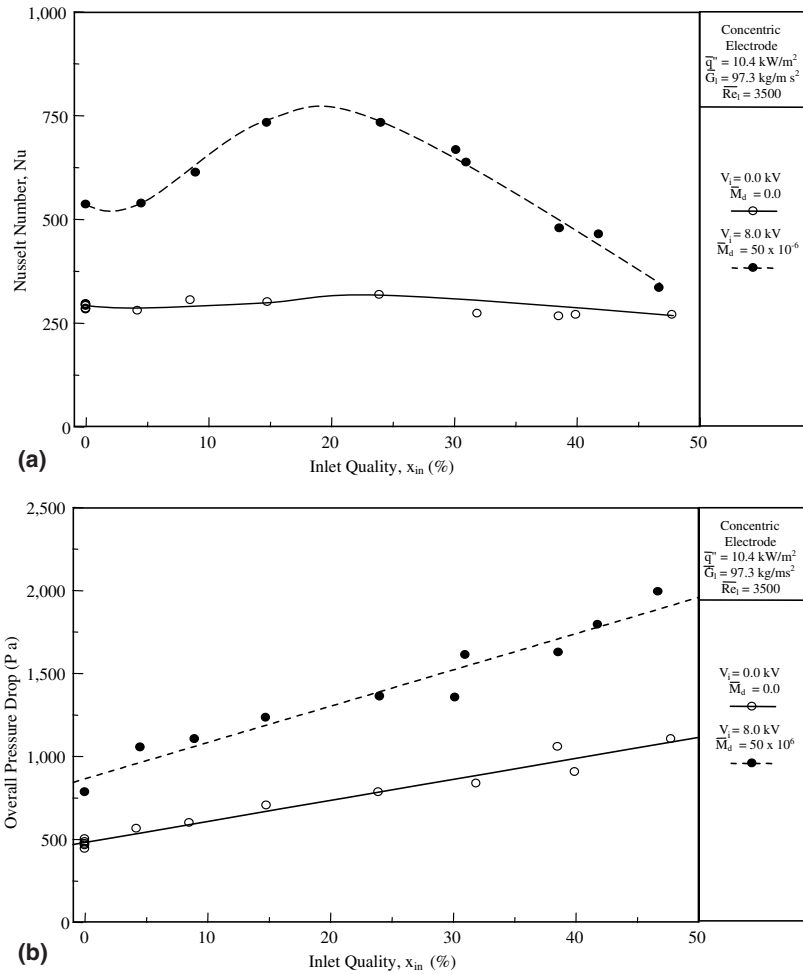 1,000
750
500
250
0
Nusselt Number, Nu
0
10
20
30
40
50
Inlet Quality, x_in (%)
(a)
Concentric
Electrode
q̅" = 10.4 kW/m²
G̅_l = 97.3 kg/m s²
R̅e̅_l = 3500
V_i = 0.0 kV
M̅_d = 0.0
V_i = 8.0 kV
M̅_d = 50 x 10⁻⁶
2,500
2,000
1,500
1,000
500
0
Overall Pressure Drop (P a)
0
10
20
30
40
50
Inlet Quality, x_in (%)
(b)
Concentric
Electrode
q̅" = 10.4 kW/m²
G̅_l = 97.3 kg/ms²
R̅e̅_l = 3500
V_i = 0.0 kV
M̅_d = 0.0
V_i = 8.0 kV
M̅_d = 50 x 10⁶